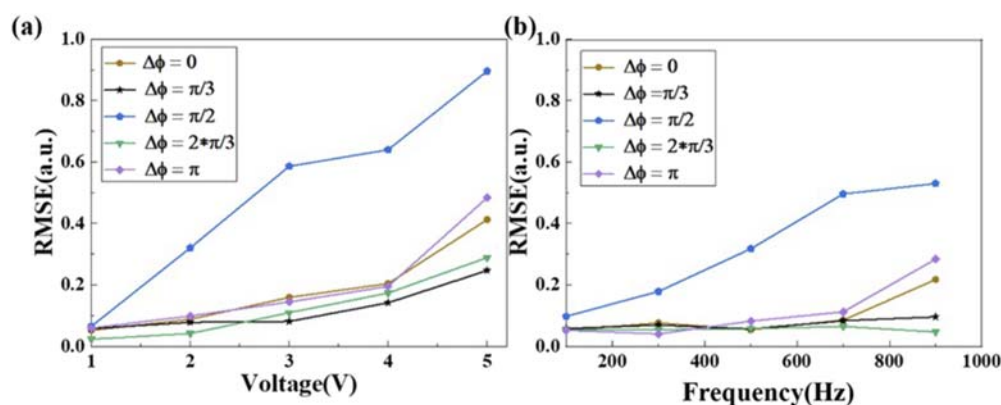 (a)
1.0
0.8
0.6
0.4
0.2
0.0
RMSE(a.u.)
Δϕ = 0
Δϕ = π/3
Δϕ = π/2
Δϕ = 2*π/3
Δϕ = π
1 2 3 4 5
Voltage(V)
(b)
1.0
0.8
0.6
0.4
0.2
0.0
RMSE(a.u.)
Δϕ = 0
Δϕ =π/3
Δϕ = π/2
Δϕ = 2*π/3
Δϕ = π
200 400 600 800 1000
Frequency(Hz)